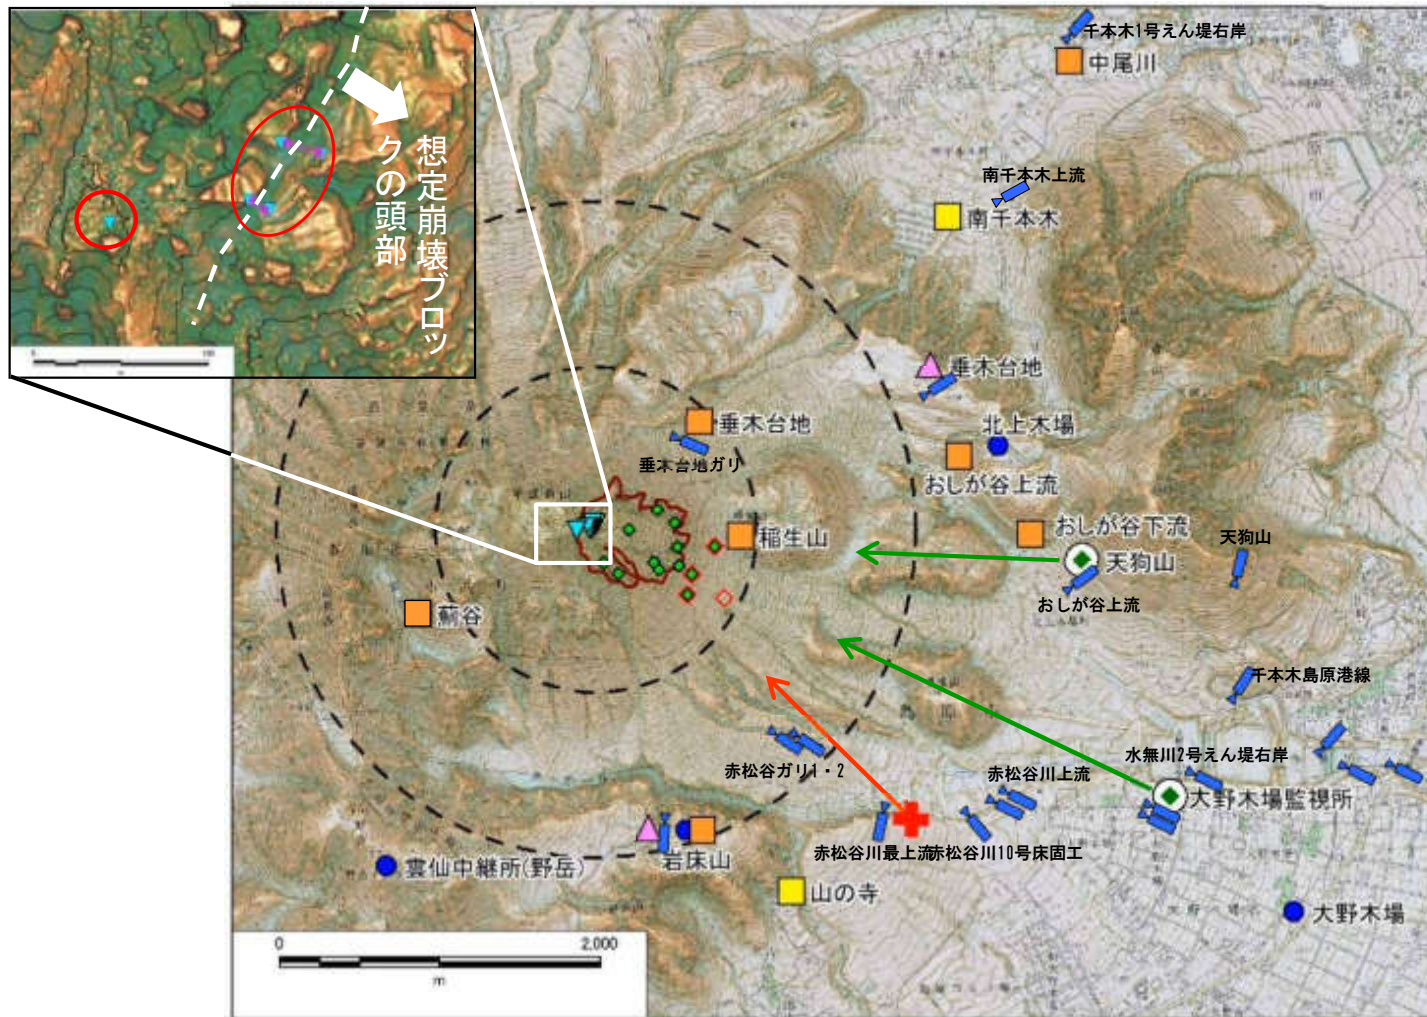 想定崩壊ブロッ
クの頭部
千本木1号えん堤右岸
中尾川
南千本木上流
南千本木
垂木台地
垂木台地
北上木場
垂木台地ガリ
おしが谷上流
稲生山
おしが谷下流
天狗山
天狗山
おしが谷上流
薊谷
千本木島原港線
水無川2号えん堤右岸
赤松谷ガリ1・2
赤松谷川上流
大野木場監視所
岩床山
赤松谷川最上流
赤松谷川10号床固工
雲仙中継所(野岳)
山の寺
大野木場
0
2,000
m